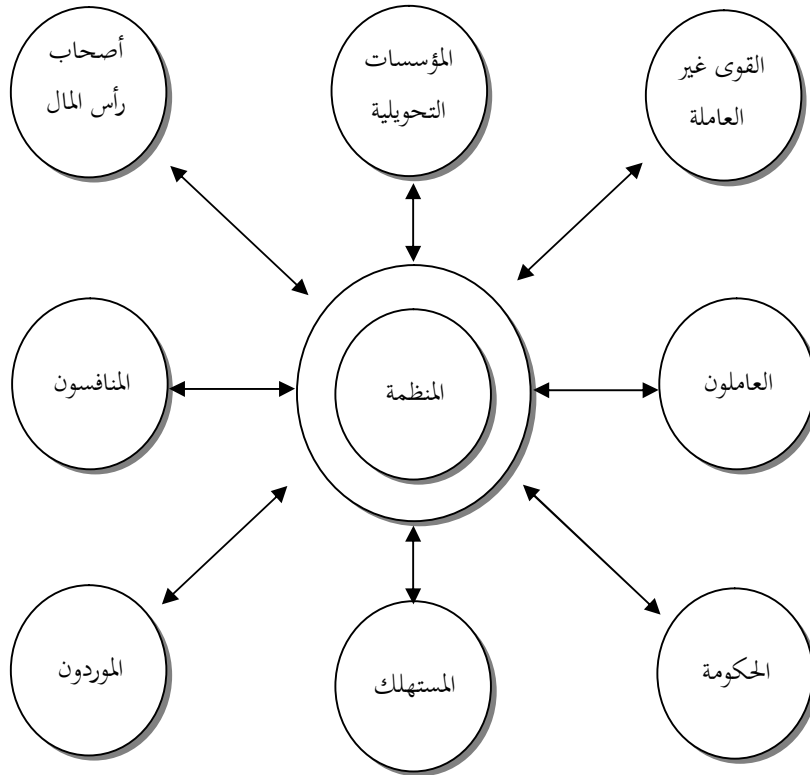 القوى غير
العاملة
المؤسسات
التحويلية
أصحاب
رأس المال
العاملون
المنظمة
المنافسون
الحكومة
المستهلك
الموردون